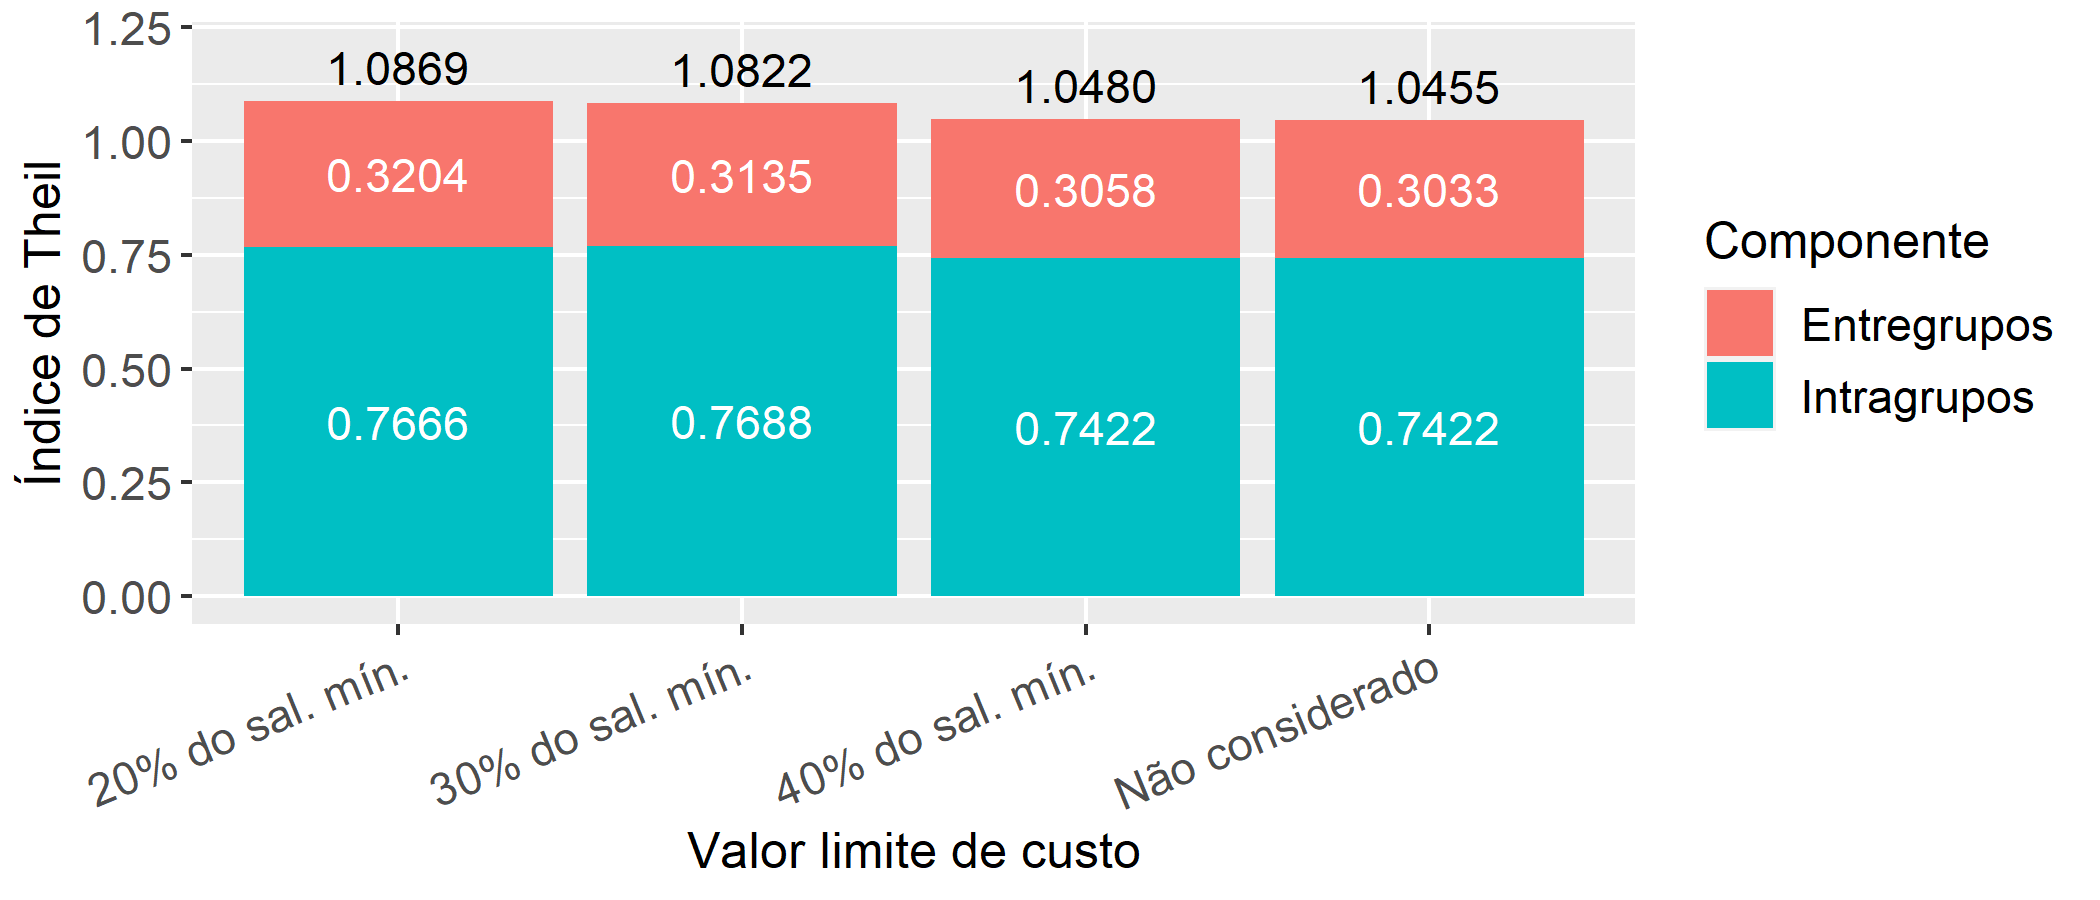 Índice de Theil
1.25
1.00
0.75
0.50
0.25
0.00
1.0869
1.0822
1.0480
1.0455
0.3204
0.3135
0.3058
0.3033
0.7666
0.7688
0.7422
0.7422
20% do sal. mín.
30% do sal. mín.
40% do sal. mín.
Não considerado
Valor limite de custo
Componente
Entregrupos
Intragrupos